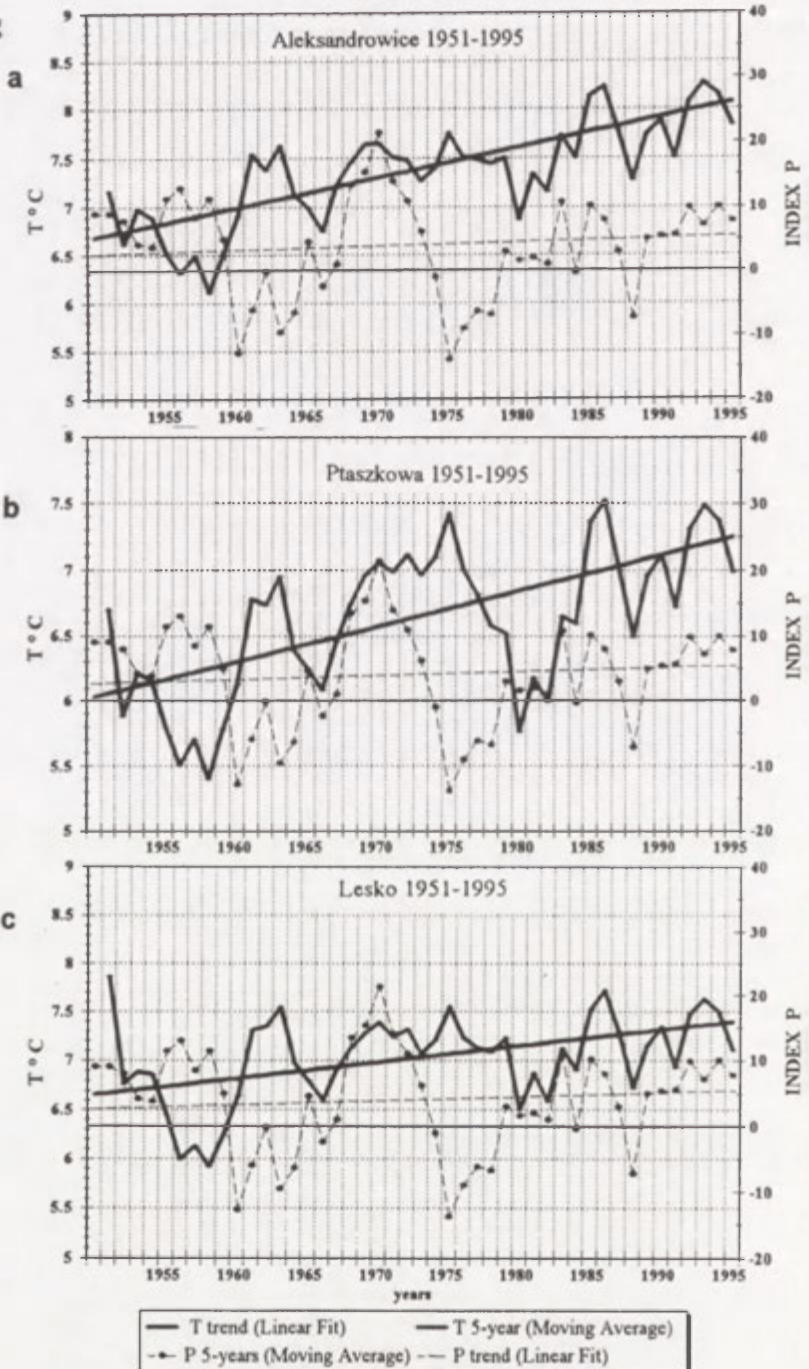 a
Aleksandrowice 1951-1995
9
8.5
8
7.5
7
6.5
6
5.5
5
T ° C
40
30
20
10
0
-10
-20
INDEX P
1955 1960 1965 1970 1975 1980 1985 1990 1995
b
Ptaszkowa 1951-1995
8
7.5
7
6.5
6
5.5
5
T ° C
40
30
20
10
0
-10
-20
INDEX P
1955 1960 1965 1970 1975 1980 1985 1990 1995
c
Lesko 1951-1995
9
8.5
8
7.5
7
6.5
6
5.5
5
T ° C
40
30
20
10
0
-10
-20
INDEX P
1955 1960 1965 1970 1975 1980 1985 1990 1995
years
T trend (Linear Fit) T 5-year (Moving Average)
P 5-years (Moving Average) P trend (Linear Fit)